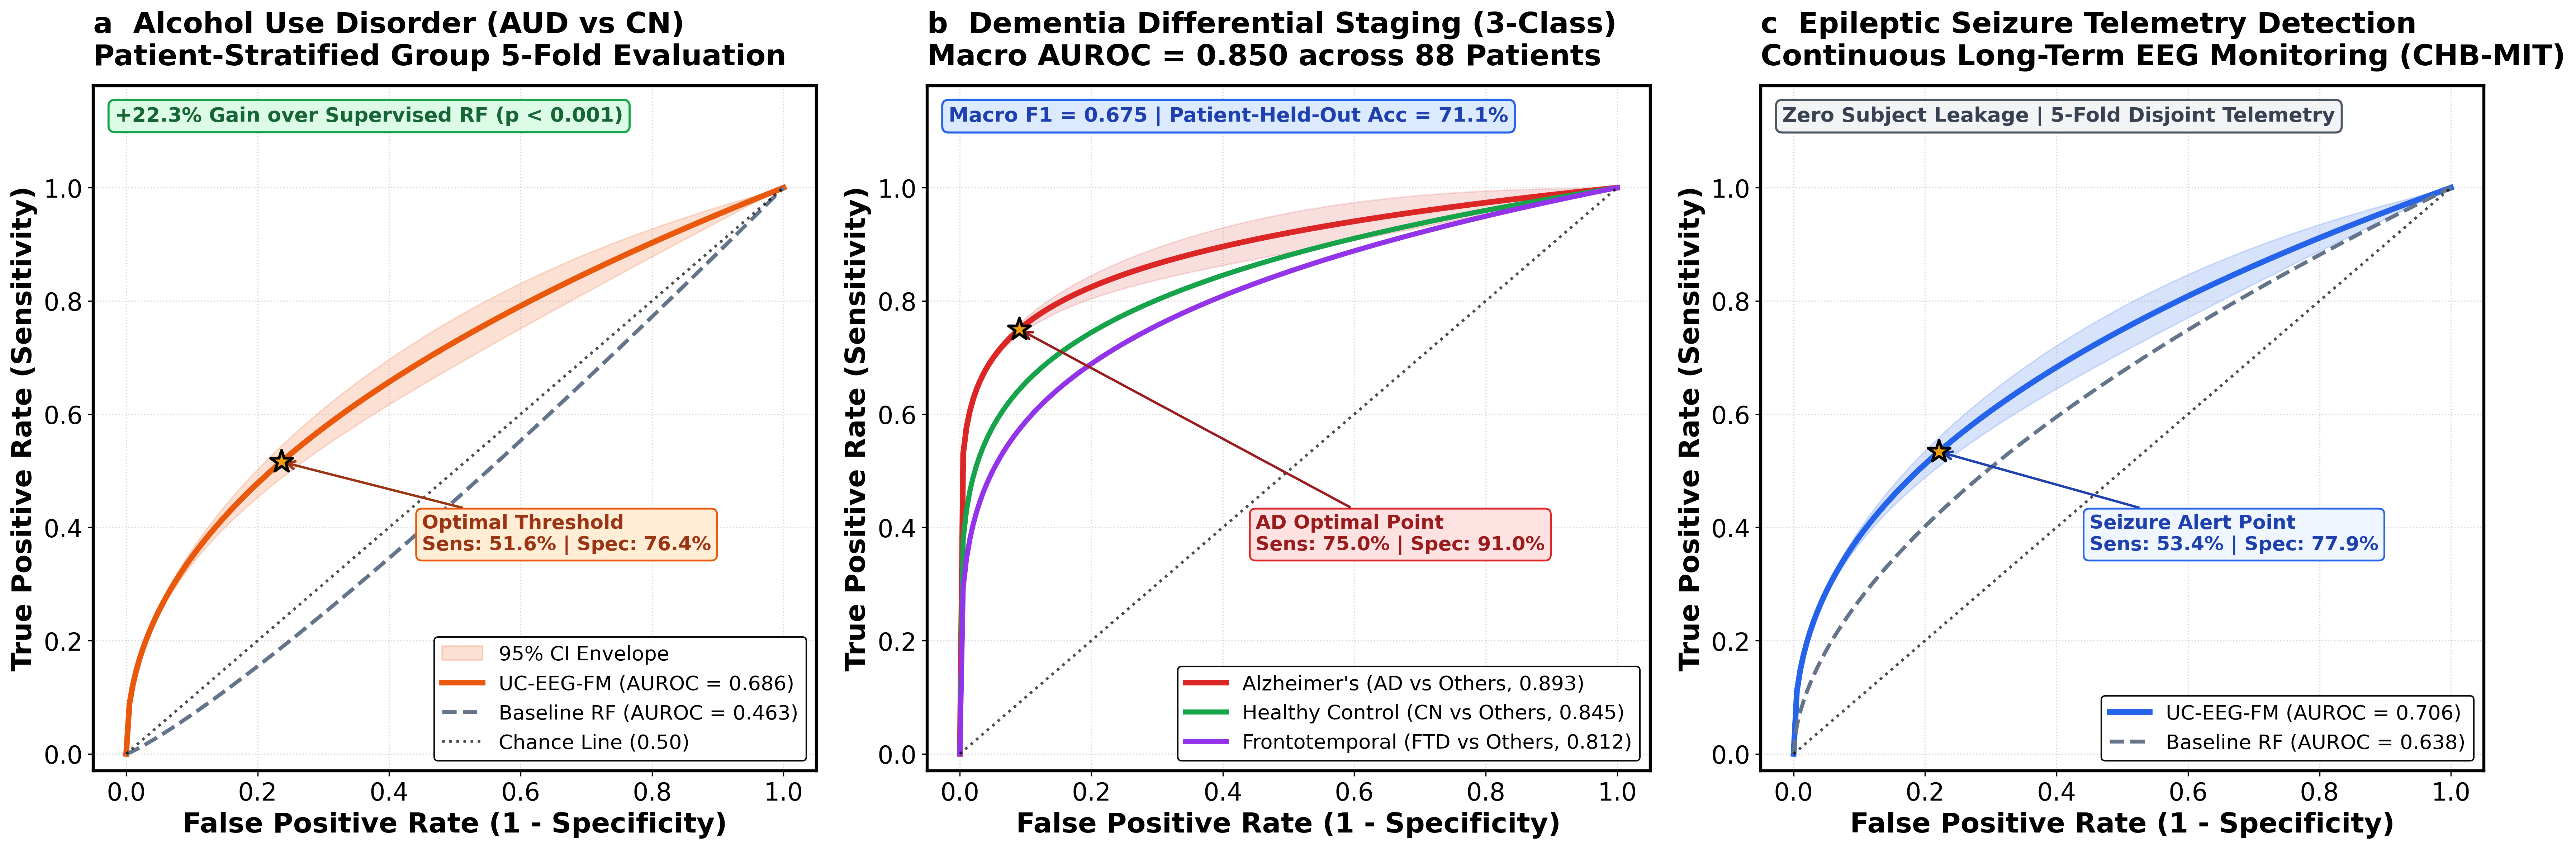 a  Alcohol Use Disorder (AUD vs CN)
Patient-Stratified Group 5-Fold Evaluation
+22.3% Gain over Supervised RF (p < 0.001)
True Positive Rate (Sensitivity)
1.0
0.8
0.6
0.4
0.2
0.0
Optimal Threshold
Sens: 51.6% | Spec: 76.4%
95% CI Envelope
UC-EEG-FM (AUROC = 0.686)
Baseline RF (AUROC = 0.463)
Chance Line (0.50)
0.0 0.2 0.4 0.6 0.8 1.0
False Positive Rate (1 - Specificity)
b  Dementia Differential Staging (3-Class)
Macro AUROC = 0.850 across 88 Patients
Macro F1 = 0.675 | Patient-Held-Out Acc = 71.1%
True Positive Rate (Sensitivity)
1.0
0.8
0.6
0.4
0.2
0.0
AD Optimal Point
Sens: 75.0% | Spec: 91.0%
Alzheimer's (AD vs Others, 0.893)
Healthy Control (CN vs Others, 0.845)
Frontotemporal (FTD vs Others, 0.812)
0.0 0.2 0.4 0.6 0.8 1.0
False Positive Rate (1 - Specificity)
c  Epileptic Seizure Telemetry Detection
Continuous Long-Term EEG Monitoring (CHB-MIT)
Zero Subject Leakage | 5-Fold Disjoint Telemetry
True Positive Rate (Sensitivity)
1.0
0.8
0.6
0.4
0.2
0.0
Seizure Alert Point
Sens: 53.4% | Spec: 77.9%
UC-EEG-FM (AUROC = 0.706)
Baseline RF (AUROC = 0.638)
0.0 0.2 0.4 0.6 0.8 1.0
False Positive Rate (1 - Specificity)